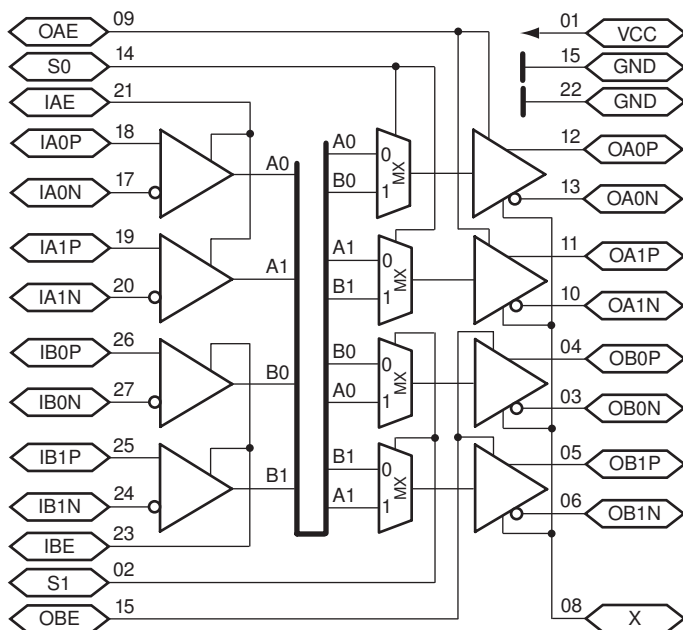 OAE 09 01 VCC
S0 14 15 GND
IAE 21 22 GND
IA0P 18 A0 A0 0 MX 12 OA0P
IA0N 17 B0 1 13 OA0N
IA1P 19 A1 A1 0 MX 11 OA1P
IA1N 20 B1 1 10 OA1N
IB0P 26 B0 B0 0 MX 04 OB0P
IB0N 27 A0 1 03 OB0N
IB1P 25 B1 B1 0 MX 05 OB1P
IB1N 24 A1 1 06 OB1N
IBE 23
S1 02
OBE 15 08 X